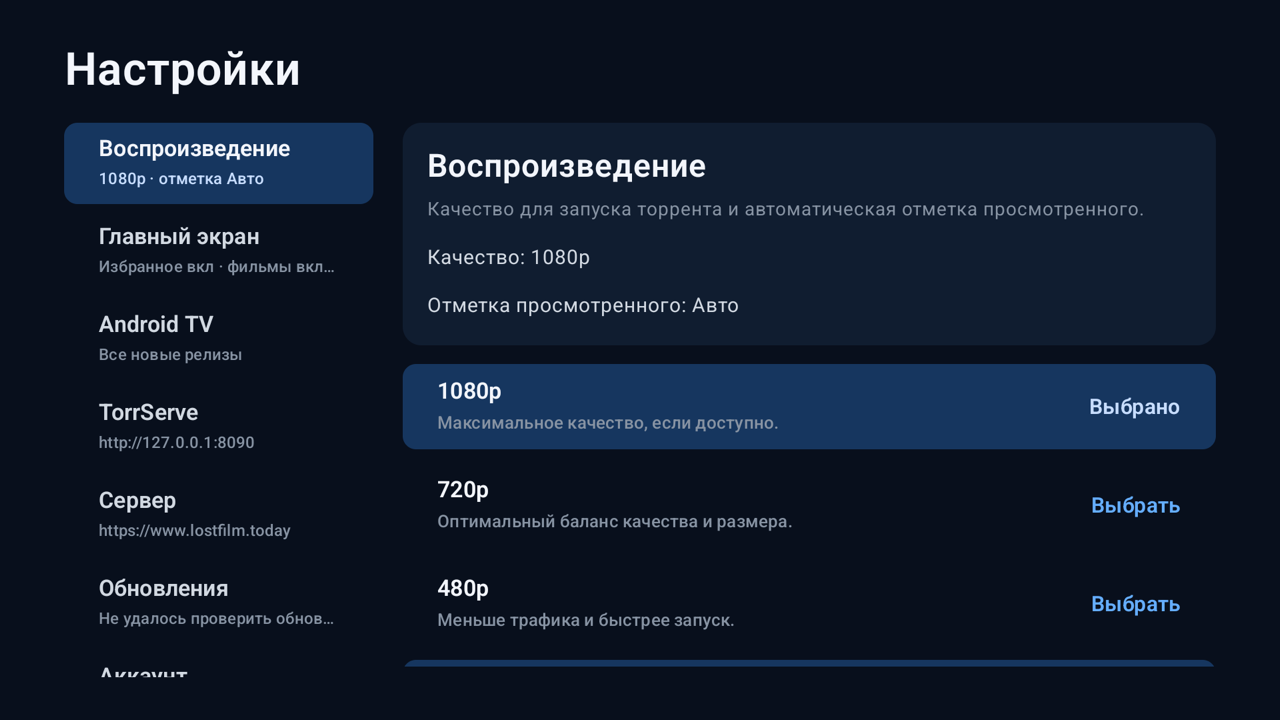 Настройки
Воспроизведение
1080p · отметка Авто
Главный экран
Избранное вкл · фильмы вкл…
Android TV
Все новые релизы
TorrServe
http://127.0.0.1:8090
Сервер
https://www.lostfilm.today
Обновления
Не удалось проверить обнов…
Аккаунт
Воспроизведение
Качество для запуска торрента и автоматическая отметка просмотренного.
Качество: 1080p
Отметка просмотренного: Авто
1080p
Максимальное качество, если доступно.
Выбрано
720p
Оптимальный баланс качества и размера.
Выбрать
480p
Меньше трафика и быстрее запуск.
Выбрать